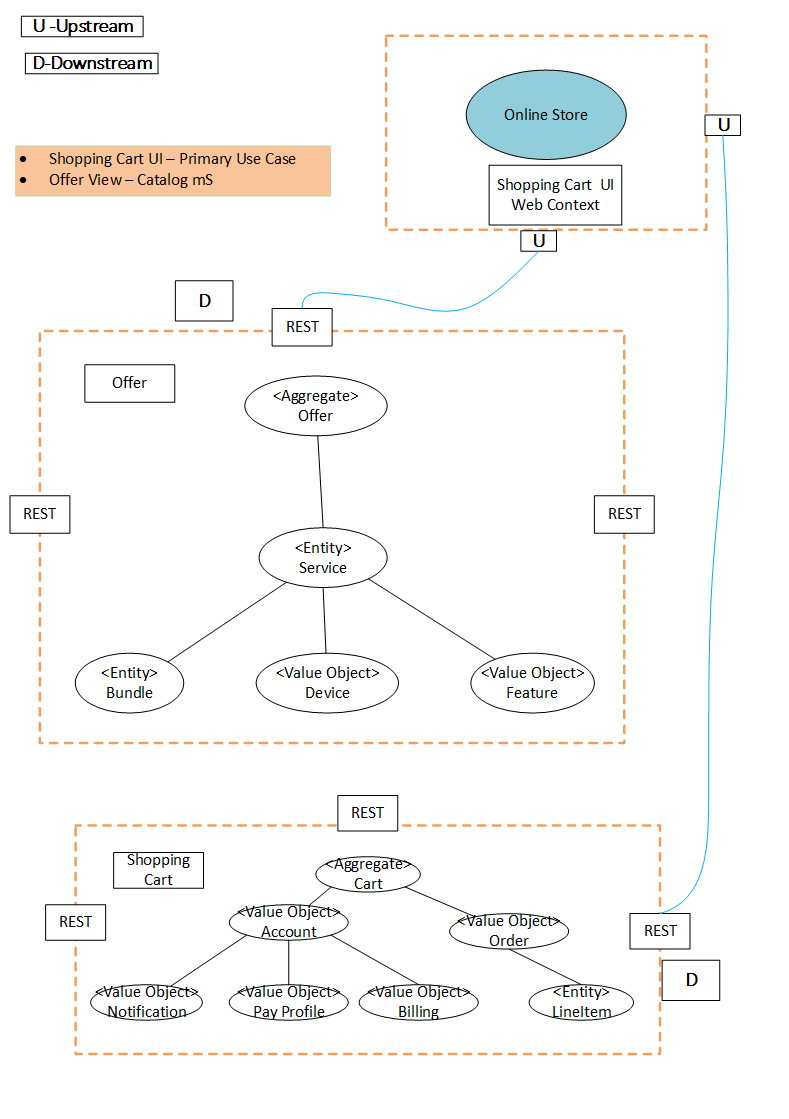 U -Upstream
D-Downstream
• Shopping Cart UI – Primary Use Case
• Offer View – Catalog mS
Online Store
Shopping Cart UI
Web Context
U
U
D
REST
Offer
<Aggregate>
Offer
REST
REST
<Entity>
Service
<Entity>
Bundle
<Value Object>
Device
<Value Object>
Feature
REST
Shopping
Cart
<Aggregate>
Cart
REST
<Value Object>
Account
<Value Object>
Order
REST
D
<Value Object>
Notification
<Value Object>
Pay Profile
<Value Object>
Billing
<Entity>
LineItem